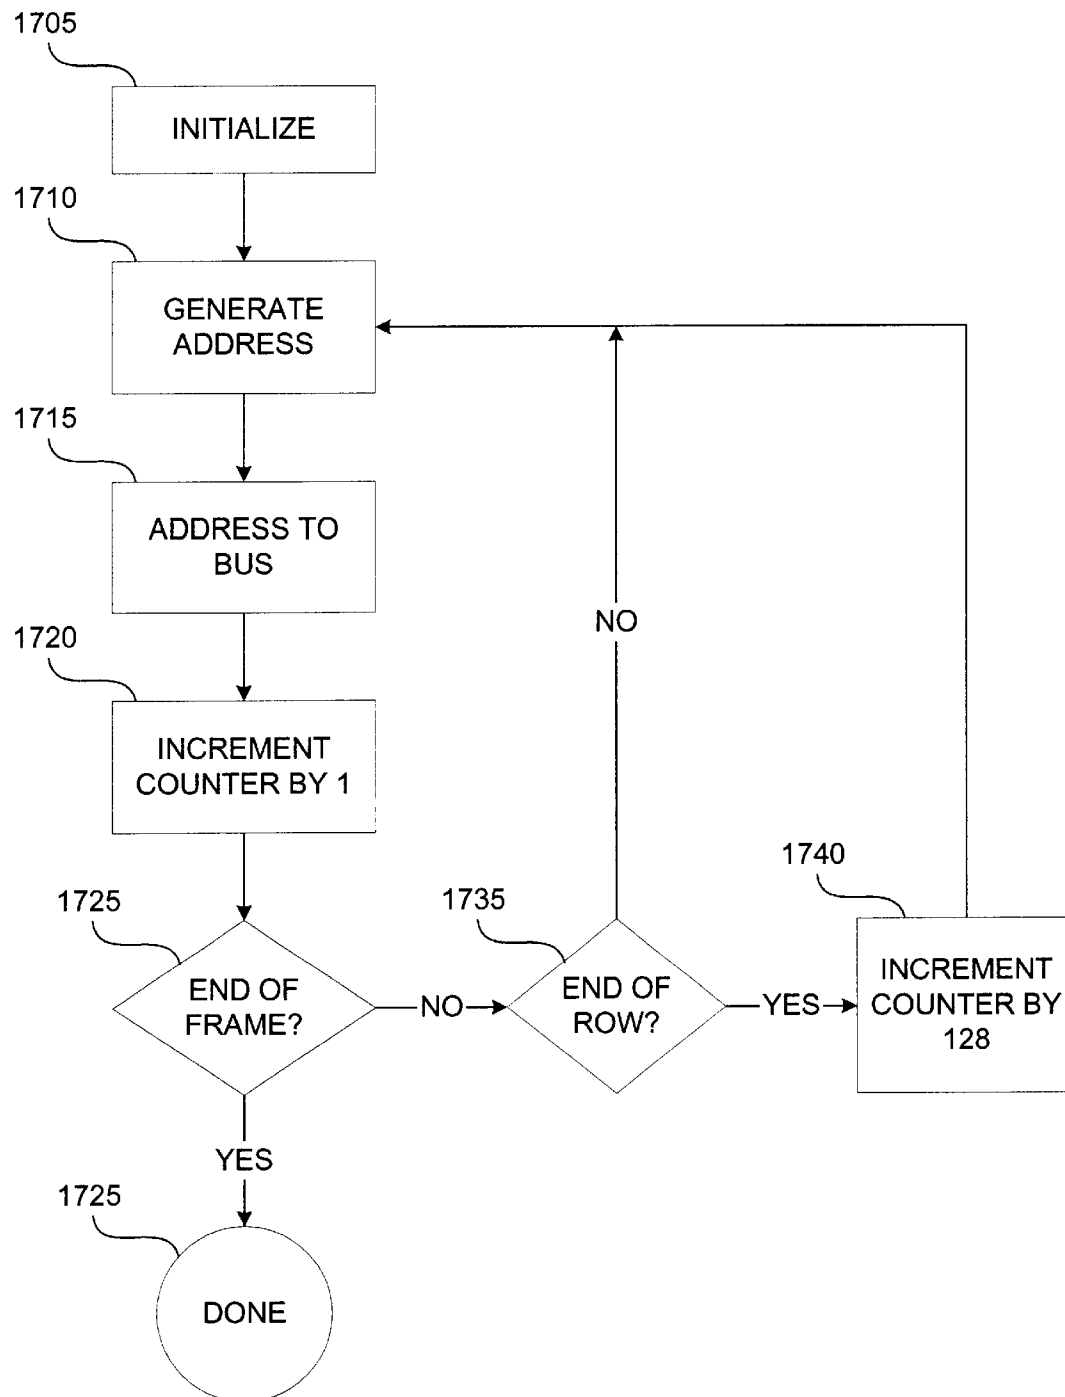 1705
INITIALIZE
1710
GENERATE
ADDRESS
1715
ADDRESS TO
BUS
1720
INCREMENT
COUNTER BY 1
1725
END OF
FRAME?
NO
1735
END OF
ROW?
NO
YES
1740
INCREMENT
COUNTER BY
128
YES
1725
DONE